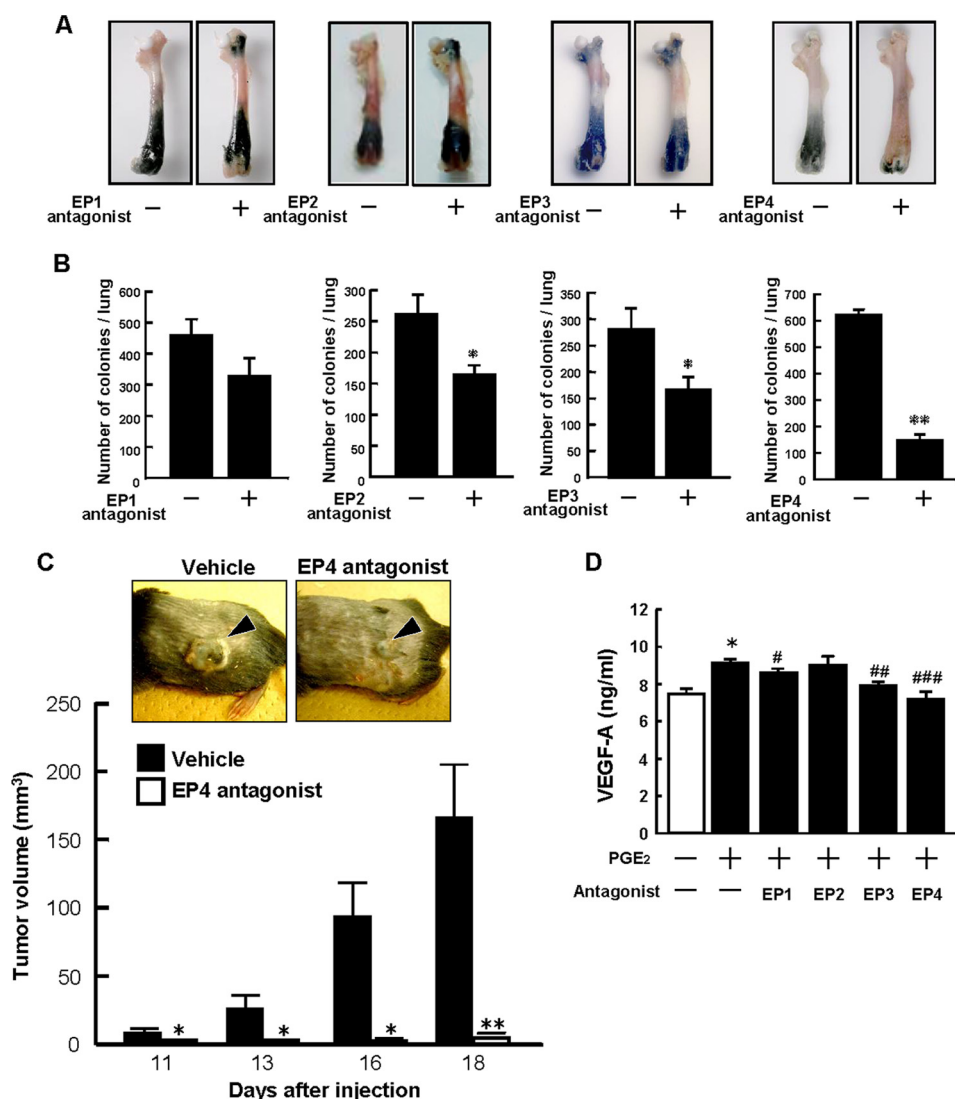 A
EP1 antagonist − +
EP2 antagonist − +
EP3 antagonist − +
EP4 antagonist − +
B
Number of colonies / lung
600
500
400
300
200
100
0
EP1 antagonist − +
Number of colonies / lung
300
250
200
150
100
50
0
*
EP2 antagonist − +
Number of colonies / lung
350
300
250
200
150
100
50
0
*
EP3 antagonist − +
Number of colonies / lung
700
600
500
400
300
200
100
0
**
EP4 antagonist − +
C
Vehicle EP4 antagonist
Tumor volume (mm³)
250
200
150
100
50
0
Vehicle
EP4 antagonist
* * * **
11 13 16 18
Days after injection
D
VEGF-A (ng/ml)
12
10
8
6
4
2
0
* # ## ###
PGE₂ − + + + + +
Antagonist − − EP1 EP2 EP3 EP4